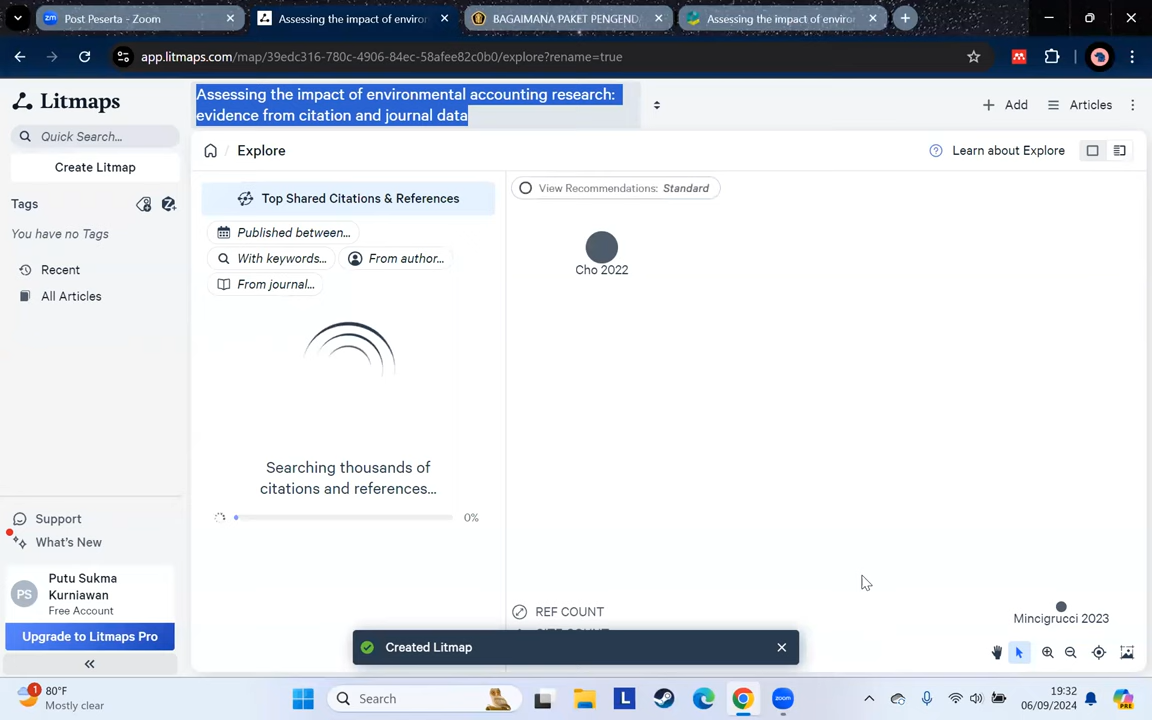 Post Peserta - Zoom
Assessing the impact of enviror
BAGAIMANA PAKET PENGEND
Assessing the impact of enviror
app.litmaps.com/map/39edc316-780c-4906-84ec-58afee82c0b0/explore?rename=true
Litmaps
Assessing the impact of environmental accounting research:
evidence from citation and journal data
Add
Articles
Quick Search...
Create Litmap
Explore
Learn about Explore
Tags
You have no Tags
Recent
All Articles
Top Shared Citations & References
Published between...
With keywords...
From author...
From journal...
Searching thousands of
citations and references...
0%
View Recommendations: Standard
Cho 2022
REF COUNT
Mincigrucci 2023
Created Litmap
Support
What's New
PS
Putu Sukma
Kurniawan
Free Account
Upgrade to Litmaps Pro
1
80°F
Mostly clear
Search
L
zoom
PRE
19:32
06/09/2024